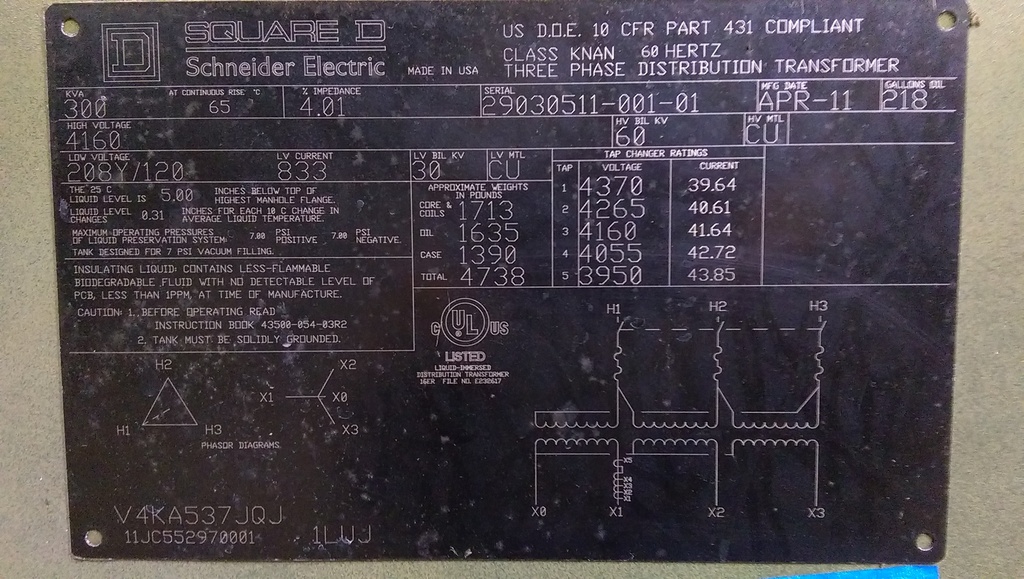 SQUARE D
Schneider Electric
MADE IN USA
US D.O.E. 10 CFR PART 431 COMPLIANT
CLASS KNAN 60 HERTZ
THREE PHASE DISTRIBUTION TRANSFORMER
KVA 300
AT CONTINUOUS RISE °C 65
% IMPEDANCE 4.01
SERIAL 29030511-001-01
MFG DATE APR-11
GALLONS OIL 218
HIGH VOLTAGE 4160
HV BIL KV 60
HV MTL CU
LOW VOLTAGE 208Y/120
LV CURRENT 833
LV BIL KV 30
LV MTL CU
TAP CHANGER RATINGS
TAP VOLTAGE CURRENT
1 4370 39.64
2 4265 40.61
3 4160 41.64
4 4055 42.72
5 3950 43.85
THE 25 C LIQUID LEVEL IS 5.00 INCHES BELOW TOP OF HIGHEST MANHOLE FLANGE.
LIQUID LEVEL CHANGES 0.31 INCHES FOR EACH 10 C CHANGE IN AVERAGE LIQUID TEMPERATURE.
MAXIMUM OPERATING PRESSURES OF LIQUID PRESERVATION SYSTEM: 7.00 PSI POSITIVE 7.00 PSI NEGATIVE.
TANK DESIGNED FOR 7 PSI VACUUM FILLING.
APPROXIMATE WEIGHTS
IN POUNDS
CORE & COILS 1713
OIL 1635
CASE 1390
TOTAL 4738
INSULATING LIQUID: CONTAINS LESS-FLAMMABLE
BIODEGRADABLE FLUID WITH NO DETECTABLE LEVEL OF
PCB, LESS THAN 1PPM, AT TIME OF MANUFACTURE.
CAUTION: 1. BEFORE OPERATING READ
INSTRUCTION BOOK 43500-054-03R2
2. TANK MUST BE SOLIDLY GROUNDED.
C UL US
LISTED
LIQUID-IMMERSED
DISTRIBUTION TRANSFORMER
16ER FILE NO. E232617
H2
H1 H3
X2
X1 X0
X3
PHASOR DIAGRAMS
H1 H2 H3
X5
X4
X3
X2
X1
X0 X1 X2 X3
V4KA537JQJ
11JC552970001
1LWJ